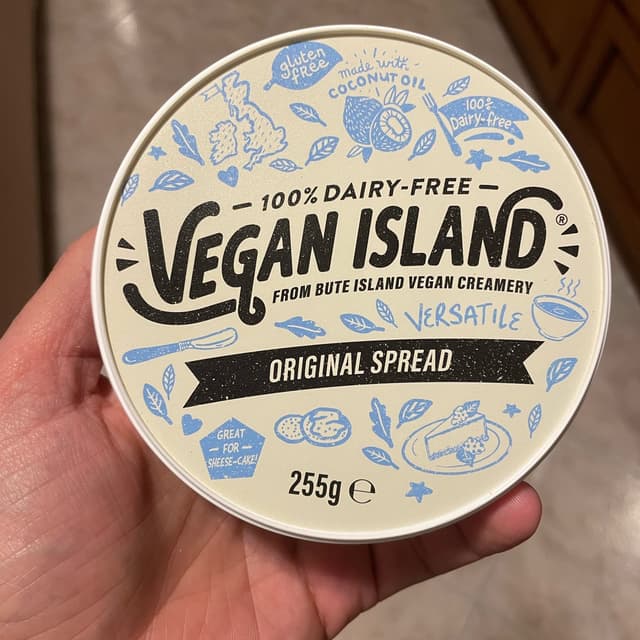 gluten
free
made with
COCONUT OIL
100%
Dairy-free
100% DAIRY-FREE
VEGAN ISLAND®
FROM BUTE ISLAND VEGAN CREAMERY
VERSATILE
ORIGINAL SPREAD
GREAT
FOR
SHEESE-CAKE!
255g ℮